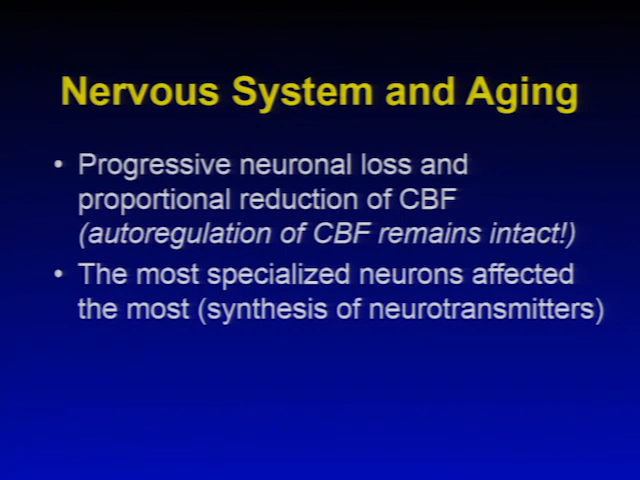 Nervous System and Aging
• Progressive neuronal loss and
proportional reduction of CBF
(autoregulation of CBF remains intact!)
• The most specialized neurons affected
the most (synthesis of neurotransmitters)